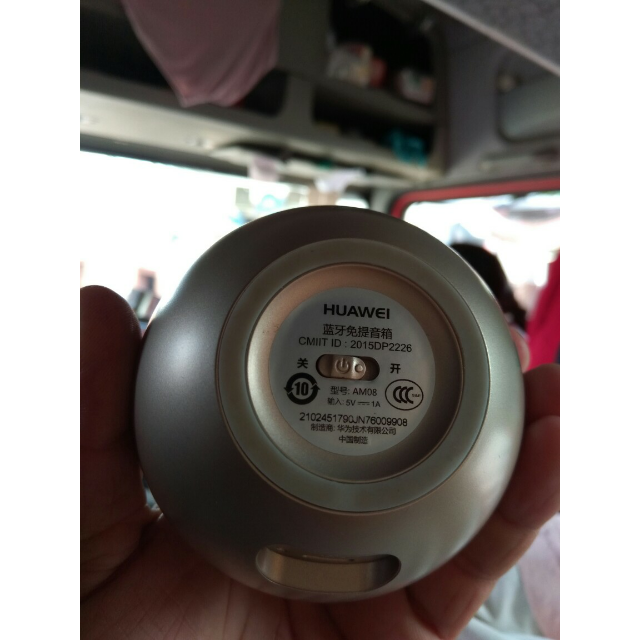 HUAWEI
蓝牙免提音箱
CMIIT ID : 2015DP2226
关 开
10 型号: AM08 CCC
输入: 5V⎓1A
2102451790JN76009908
制造商: 华为技术有限公司
中国制造